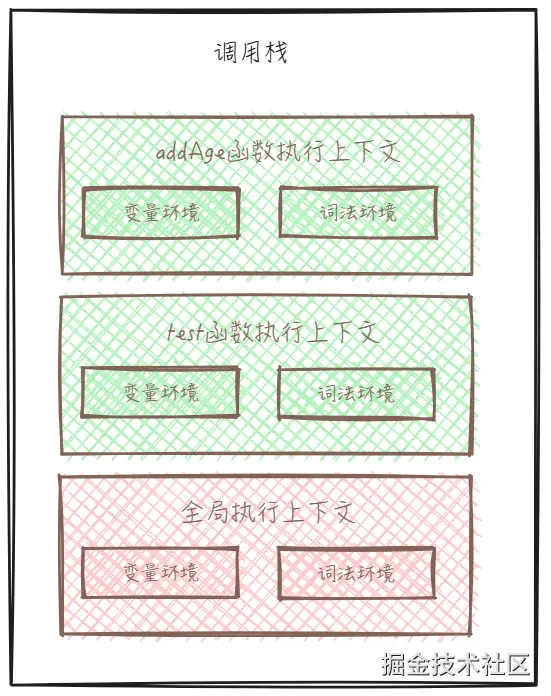 调用栈
addAge函数执行上下文
变量环境 词法环境
test函数执行上下文
变量环境 词法环境
全局执行上下文
变量环境 词法环境
掘金技术社区